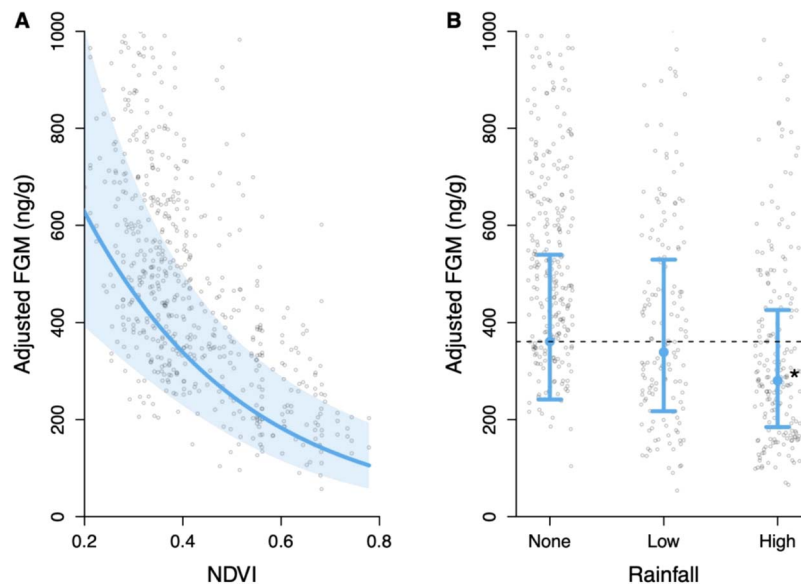 A
Adjusted FGM (ng/g)
1000
800
600
400
200
0
0.2 0.4 0.6 0.8
NDVI
B
Adjusted FGM (ng/g)
1000
800
600
400
200
0
*
None Low High
Rainfall